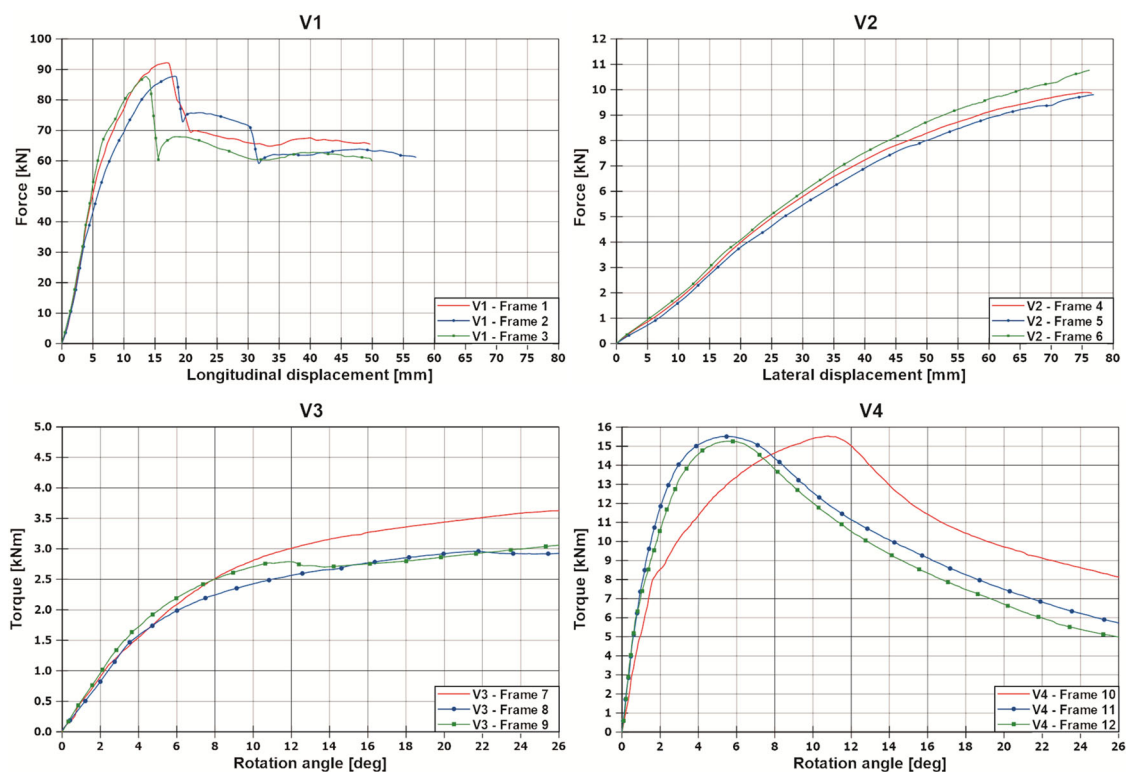 V1
Force [kN]
100
90
80
70
60
50
40
30
20
10
0
0 5 10 15 20 25 30 35 40 45 50 55 60 65 70 75 80
Longitudinal displacement [mm]
V1 - Frame 1
V1 - Frame 2
V1 - Frame 3
V2
Force [kN]
12
11
10
9
8
7
6
5
4
3
2
1
0
0 5 10 15 20 25 30 35 40 45 50 55 60 65 70 75 80
Lateral displacement [mm]
V2 - Frame 4
V2 - Frame 5
V2 - Frame 6
V3
Torque [kNm]
5.0
4.5
4.0
3.5
3.0
2.5
2.0
1.5
1.0
0.5
0.0
0 2 4 6 8 10 12 14 16 18 20 22 24 26
Rotation angle [deg]
V3 - Frame 7
V3 - Frame 8
V3 - Frame 9
V4
Torque [kNm]
16
15
14
13
12
11
10
9
8
7
6
5
4
3
2
1
0
0 2 4 6 8 10 12 14 16 18 20 22 24 26
Rotation angle [deg]
V4 - Frame 10
V4 - Frame 11
V4 - Frame 12